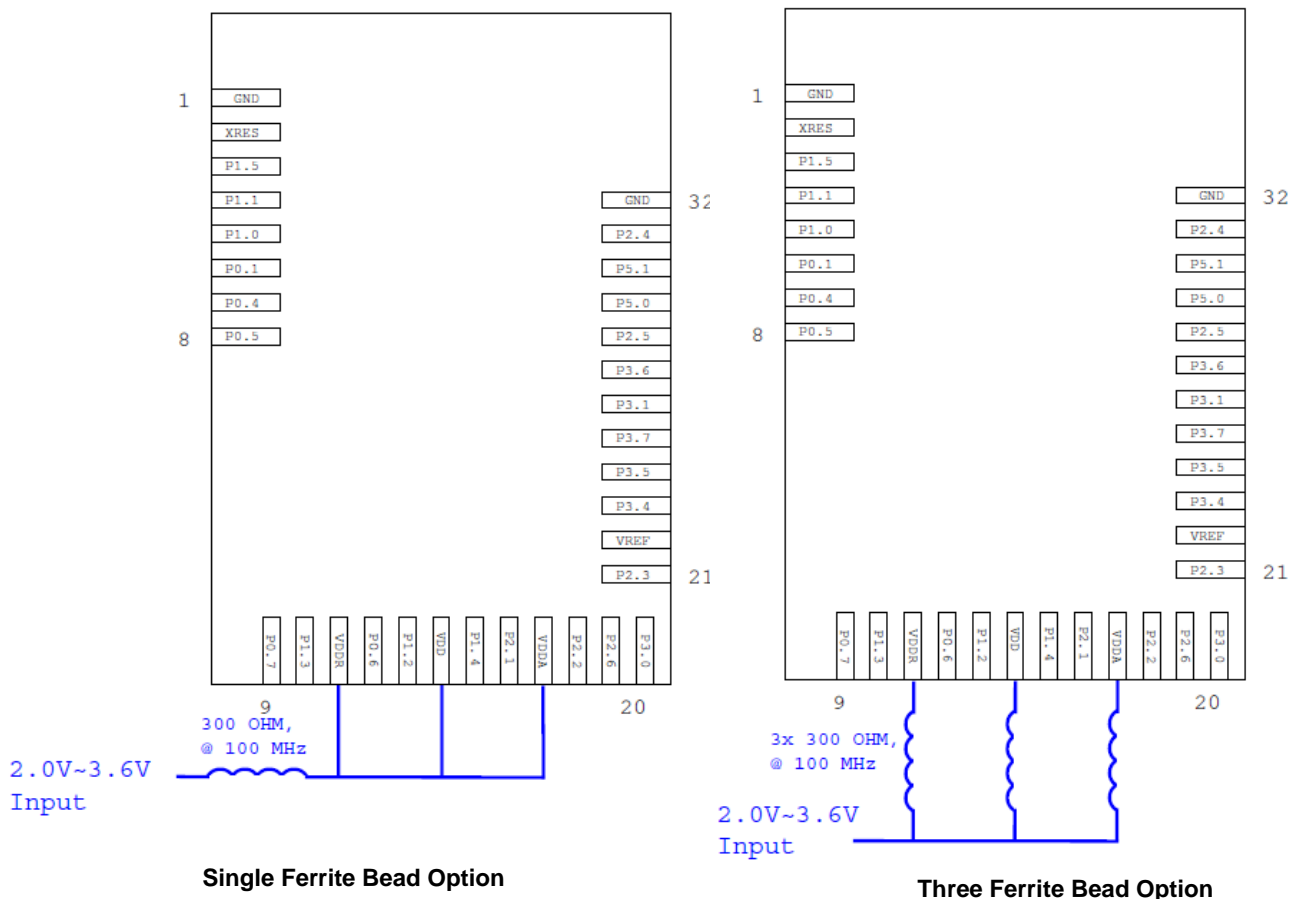 1
GND
XRES
P1.5
P1.1
P1.0
P0.1
P0.4
8
P0.5
GND
32
P2.4
P5.1
P5.0
P2.5
P3.6
P3.1
P3.7
P3.5
P3.4
VREF
P2.3
21
P0.7
P1.3
VDDR
P0.6
P1.2
VDD
P1.4
P2.1
VDDA
P2.2
P2.6
P3.0
9
20
300 OHM,
@ 100 MHz
2.0V~3.6V
Input
Single Ferrite Bead Option
1
GND
XRES
P1.5
P1.1
P1.0
P0.1
P0.4
8
P0.5
GND
32
P2.4
P5.1
P5.0
P2.5
P3.6
P3.1
P3.7
P3.5
P3.4
VREF
P2.3
21
P0.7
P1.3
VDDR
P0.6
P1.2
VDD
P1.4
P2.1
VDDA
P2.2
P2.6
P3.0
9
20
3x 300 OHM,
@ 100 MHz
2.0V~3.6V
Input
Three Ferrite Bead Option